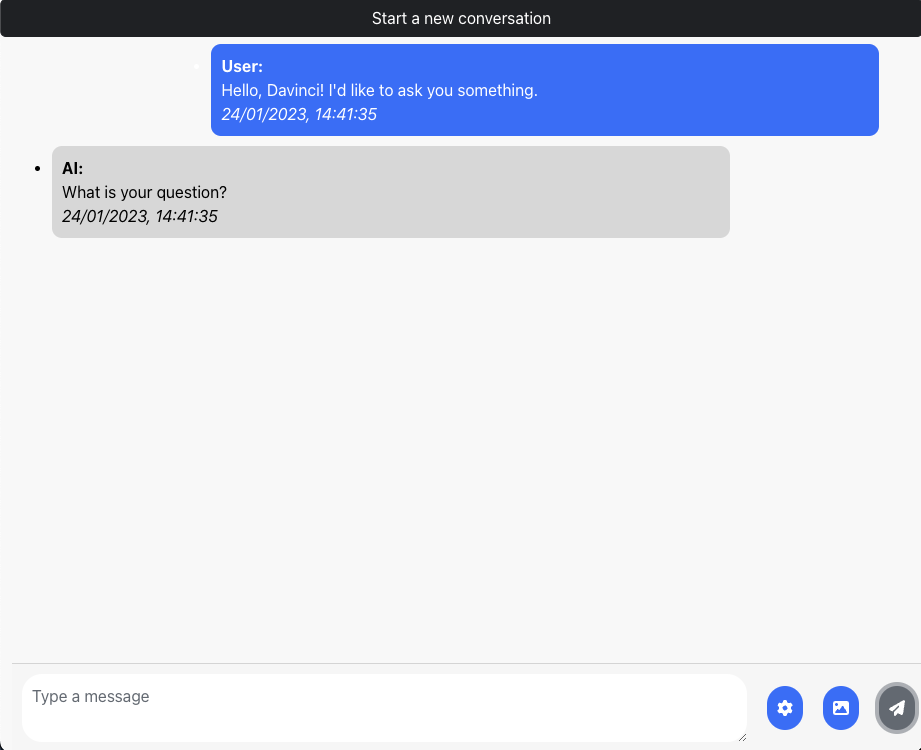 Start a new conversation
User:
Hello, Davinci! I'd like to ask you something.
24/01/2023, 14:41:35
AI:
What is your question?
24/01/2023, 14:41:35
Type a message